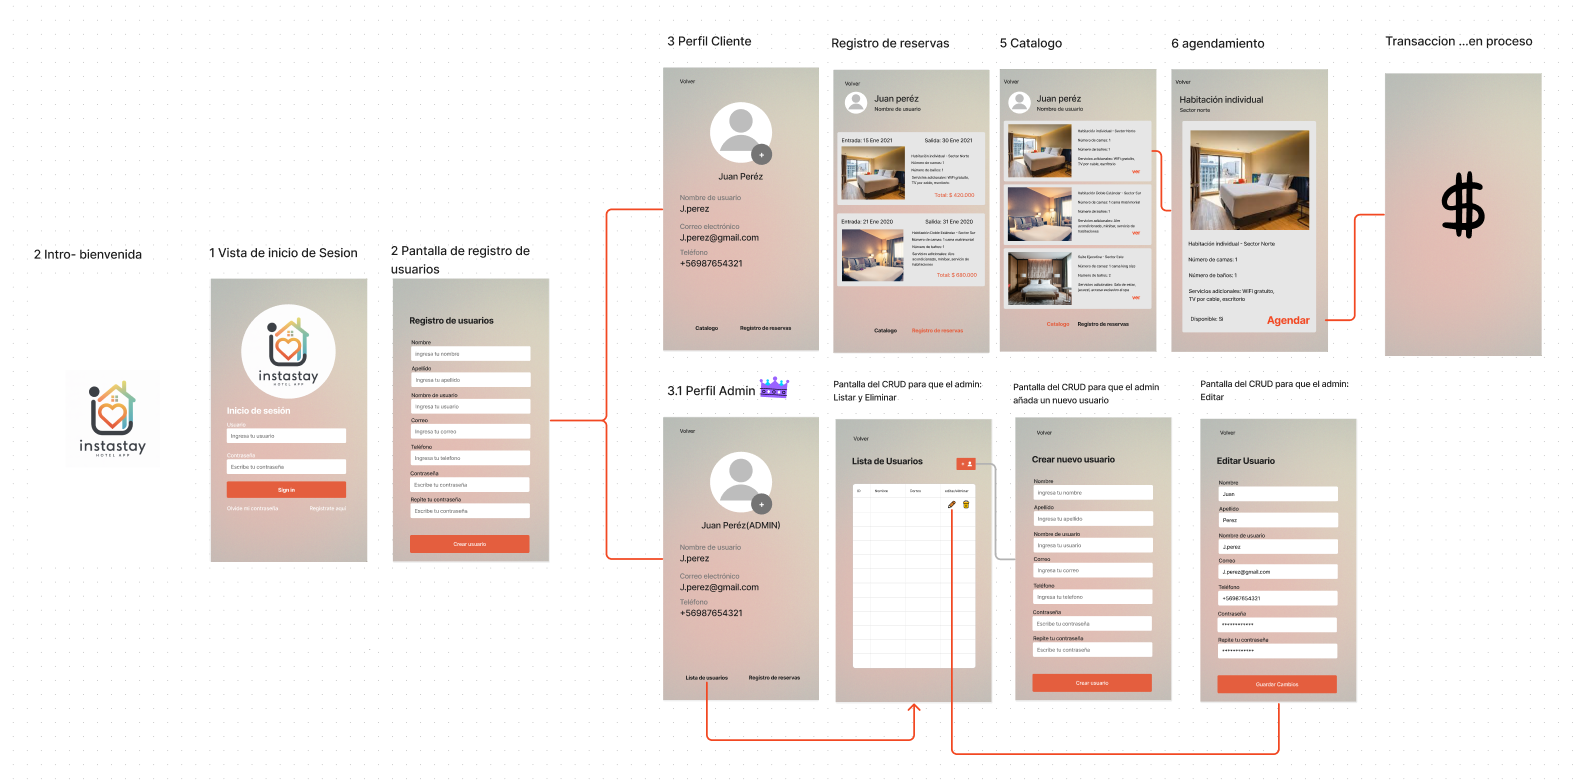 2 Intro- bienvenida
instastay
HOTEL APP
1 Vista de inicio de Sesion
instastay
HOTEL APP
Inicio de sesión
Usuario
Ingresa tu usuario
Contraseña
Escribe tu contraseña
Sign in
Olvide mi contraseña
Registrate aquí
2 Pantalla de registro de
usuarios
Registro de usuarios
Nombre
Ingresa tu nombre
Apellido
Ingresa tu apellido
Nombre de usuario
Ingresa tu usuario
Correo
Ingresa tu correo
Teléfono
Ingresa tu telefono
Contraseña
Escribe tu contraseña
Repite tu contraseña
Escribe tu contraseña
Crear usuario
3 Perfil Cliente
Volver
+
Juan Peréz
Nombre de usuario
J.perez
Correo electrónico
J.perez@gmail.com
Teléfono
+56987654321
Catalogo
Registro de reservas
Registro de reservas
Volver
Juan peréz
Nombre de usuario
Entrada: 15 Ene 2021
Salida: 30 Ene 2021
Habitación individual - Sector Norte
Número de camas: 1
Número de baños: 1
Servicios adicionales: WiFi gratuito,
TV por cable, escritorio
Total: $ 420.000
Entrada: 21 Ene 2020
Salida: 31 Ene 2020
Habitación Doble Estándar - Sector Sur
Número de camas: 1 cama matrimonial
Número de baños: 1
Servicios adicionales: Aire
acondicionado, minibar, servicio de
habitaciones
Total: $ 680.000
Catalogo
Registro de reservas
5 Catalogo
Volver
Juan peréz
Nombre de usuario
Habitación individual - Sector Norte
Número de camas: 1
Número de baños: 1
Servicios adicionales: WiFi gratuito,
TV por cable, escritorio
ver
Habitación Doble Estándar - Sector Sur
Número de camas: 1 cama matrimonial
Número de baños: 1
Servicios adicionales: Aire
acondicionado, minibar, servicio de
habitaciones
ver
Suite Ejecutiva - Sector
Número de camas: 1 cama king size
Número de baños: 2
Servicios adicionales: Sala de estar,
jacuzzi, acceso exclusivo al spa
ver
Catalogo
Registro de reservas
6 agendamiento
Volver
Habitación individual
Sector norte
Habitación individual - Sector Norte
Número de camas: 1
Número de baños: 1
Servicios adicionales: WiFi gratuito,
TV por cable, escritorio
Disponible: Si
Agendar
Transaccion ...en proceso
$
3.1 Perfil Admin
Volver
+
Juan Peréz(ADMIN)
Nombre de usuario
J.perez
Correo electrónico
J.perez@gmail.com
Teléfono
+56987654321
Lista de usuarios
Registro de reservas
Pantalla del CRUD para que el admin:
Listar y Eliminar
Volver
Lista de Usuarios
+
ID
Nombre
Correo
editar/eliminar
Pantalla del CRUD para que el admin
añada un nuevo usuario
Volver
Crear nuevo usuario
Nombre
Ingresa tu nombre
Apellido
Ingresa tu apellido
Nombre de usuario
Ingresa tu usuario
Correo
Ingresa tu correo
Teléfono
Ingresa tu telefono
Contraseña
Escribe tu contraseña
Repite tu contraseña
Escribe tu contraseña
Crear usuario
Pantalla del CRUD para que el admin:
Editar
Volver
Editar Usuario
Nombre
Juan
Apellido
Perez
Nombre de usuario
J.perez
Correo
J.perez@gmail.com
Teléfono
+56987654321
Contraseña
************
Repite tu contraseña
************
Guardar Cambios